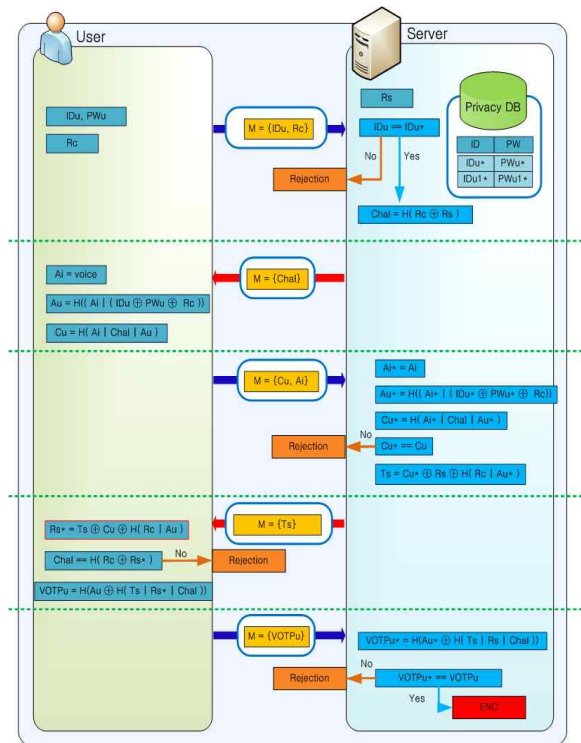 User
Server
IDu, PWu
Rc
M = {IDu, Rc}
Rs
IDu == IDu*
No
Yes
Rejection
Chal = H( Rc ⊕ Rs )
Privacy DB
ID PW
IDu* PWu*
IDu1* PWu1*
Ai = voice
Au = H(( Ai | ( IDu ⊕ PWu ⊕ Rc ))
Cu = H( Ai | Chal | Au )
M = {Chal}
M = {Cu, Ai}
Ai* = Ai
Au* = H(( Ai* | ( IDu* ⊕ PWu* ⊕ Rc))
Cu* = H( Ai* | Chal | Au* )
No
Rejection
Cu* == Cu
Ts = Cu* ⊕ Rs ⊕ H( Rc | Au* )
M = {Ts}
Rs* = Ts ⊕ Cu ⊕ H( Rc | Au )
Chal == H( Rc ⊕ Rs* )
No
Rejection
VOTPu = H(Au ⊕ H( Ts | Rs* | Chal ))
M = {VOTPu}
VOTPu* = H(Au* ⊕ H( Ts | Rs | Chal ))
No
Rejection
VOTPu* == VOTPu
Yes
END